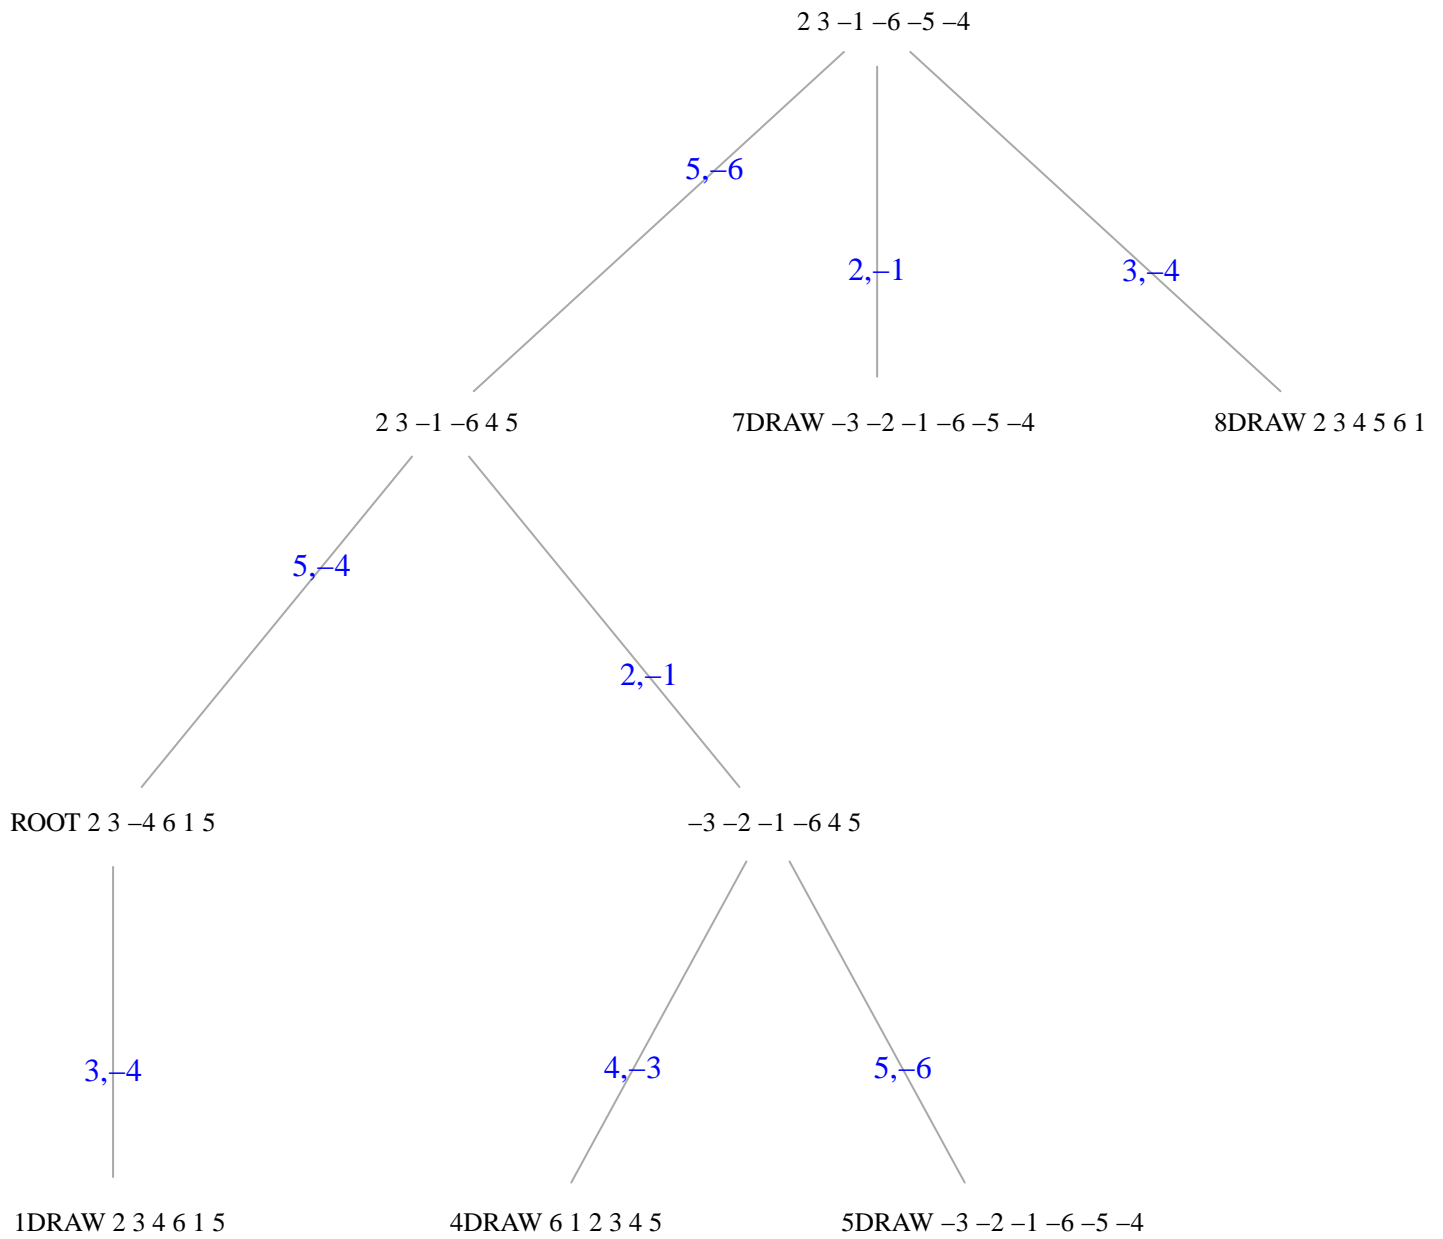 2 3 –1 –6 –5 –4
5,–6
2,–1
3,–4
2 3 –1 –6 4 5
7DRAW –3 –2 –1 –6 –5 –4
8DRAW 2 3 4 5 6 1
5,–4
2,–1
ROOT 2 3 –4 6 1 5
–3 –2 –1 –6 4 5
3,–4
4,–3
5,–6
1DRAW 2 3 4 6 1 5
4DRAW 6 1 2 3 4 5
5DRAW –3 –2 –1 –6 –5 –4